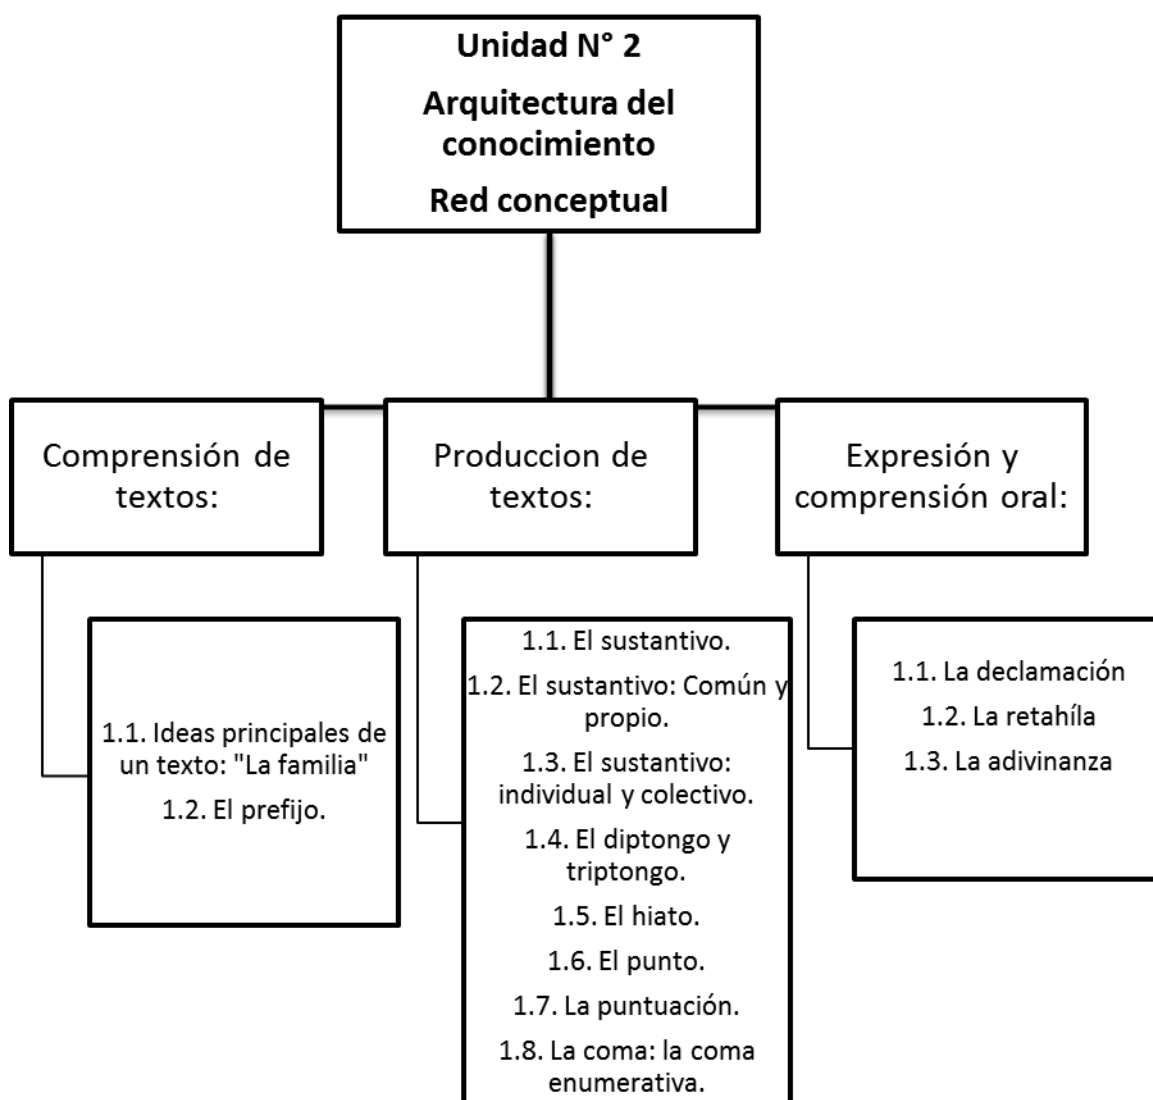 Unidad N° 2
Arquitectura del
conocimiento
Red conceptual
Comprensión de
textos:
1.1. Ideas principales de
un texto: "La familia"
1.2. El prefijo.
Produccion de
textos:
1.1. El sustantivo.
1.2. El sustantivo: Común y
propio.
1.3. El sustantivo:
individual y colectivo.
1.4. El diptongo y
triptongo.
1.5. El hiato.
1.6. El punto.
1.7. La puntuación.
1.8. La coma: la coma
enumerativa.
Expresión y
comprensión oral:
1.1. La declamación
1.2. La retahíla
1.3. La adivinanza